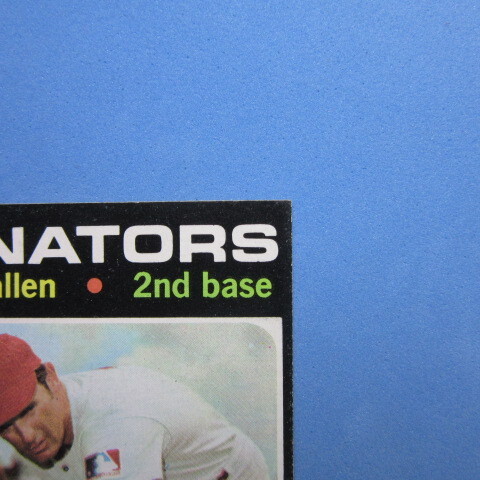 NATORS
allen • 2nd base